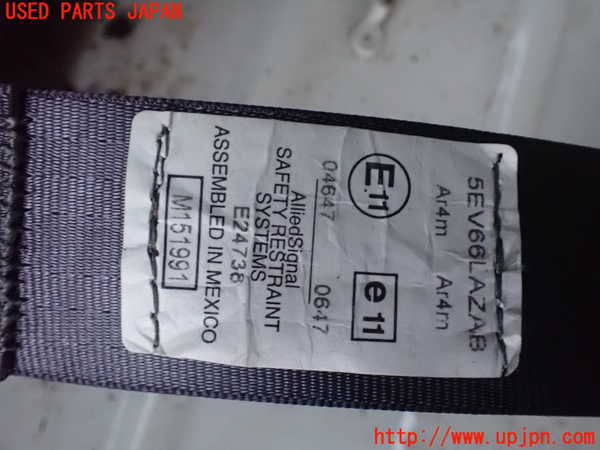 USED PARTS JAPAN
5EV66LAZAB
Ar4m Ar4m
E11 e11
04647 0647
AlliedSignal
SAFETY RESTRAINT
SYSTEMS
E24738
ASSEMBLED IN MEXICO
M151991
http://www.upjpn.com